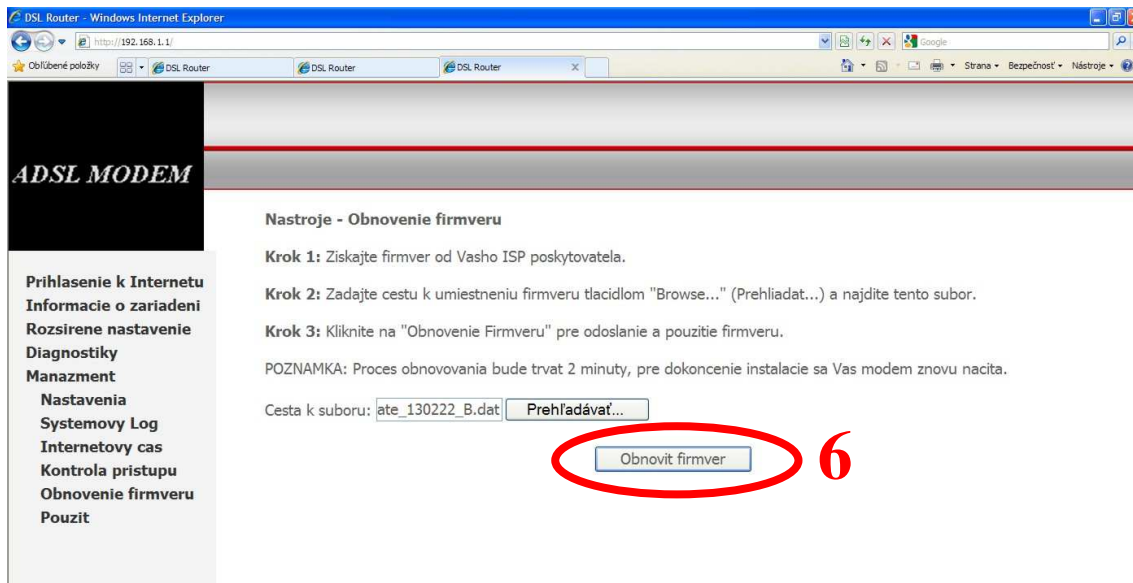 DSL Router - Windows Internet Explorer
http://192.168.1.1/
Google
Obľúbené položky DSL Router DSL Router DSL Router Strana Bezpečnosť Nástroje
ADSL MODEM
Nastroje - Obnovenie firmveru
Krok 1: Ziskajte firmver od Vasho ISP poskytovatela.
Krok 2: Zadajte cestu k umiestneniu firmveru tlacidlom "Browse..." (Prehliadat...) a najdite tento subor.
Krok 3: Kliknite na "Obnovenie Firmveru" pre odoslanie a pouzitie firmveru.
POZNAMKA: Proces obnovovania bude trvat 2 minuty, pre dokoncenie instalacie sa Vas modem znovu nacita.
Cesta k suboru: ate_130222_B.dat Prehľadávať...
Obnovit firmver
6
Prihlasenie k Internetu
Informacie o zariadeni
Rozsirene nastavenie
Diagnostiky
Manazment
Nastavenia
Systemovy Log
Internetovy cas
Kontrola pristupu
Obnovenie firmveru
Pouzit